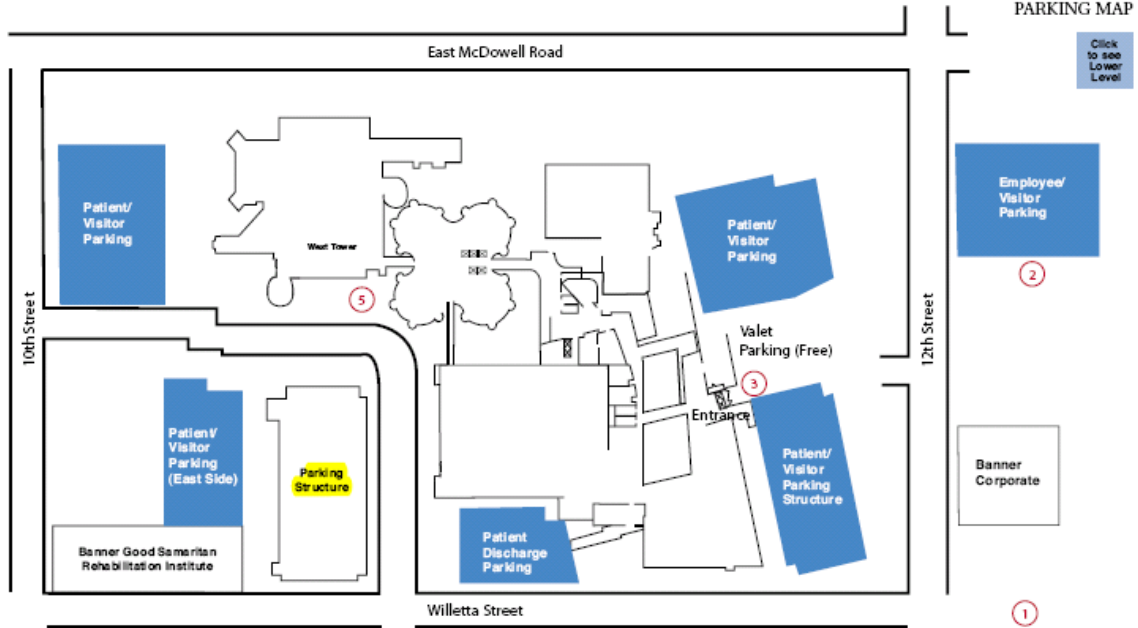 PARKING MAP
Click
to see
Lower
Level
East McDowell Road
Patient/
Visitor
Parking
West Tower
Patient/
Visitor
Parking
Employee/
Visitor
Parking
2
5
10th Street
12th Street
Valet
Parking (Free)
3
Entrance
Patient/
Visitor
Parking
(East Side)
Parking
Structure
Patient/
Visitor
Parking
Structure
Banner
Corporate
Patient
Discharge
Parking
Banner Good Samaritan
Rehabilitation Institute
Willetta Street
1